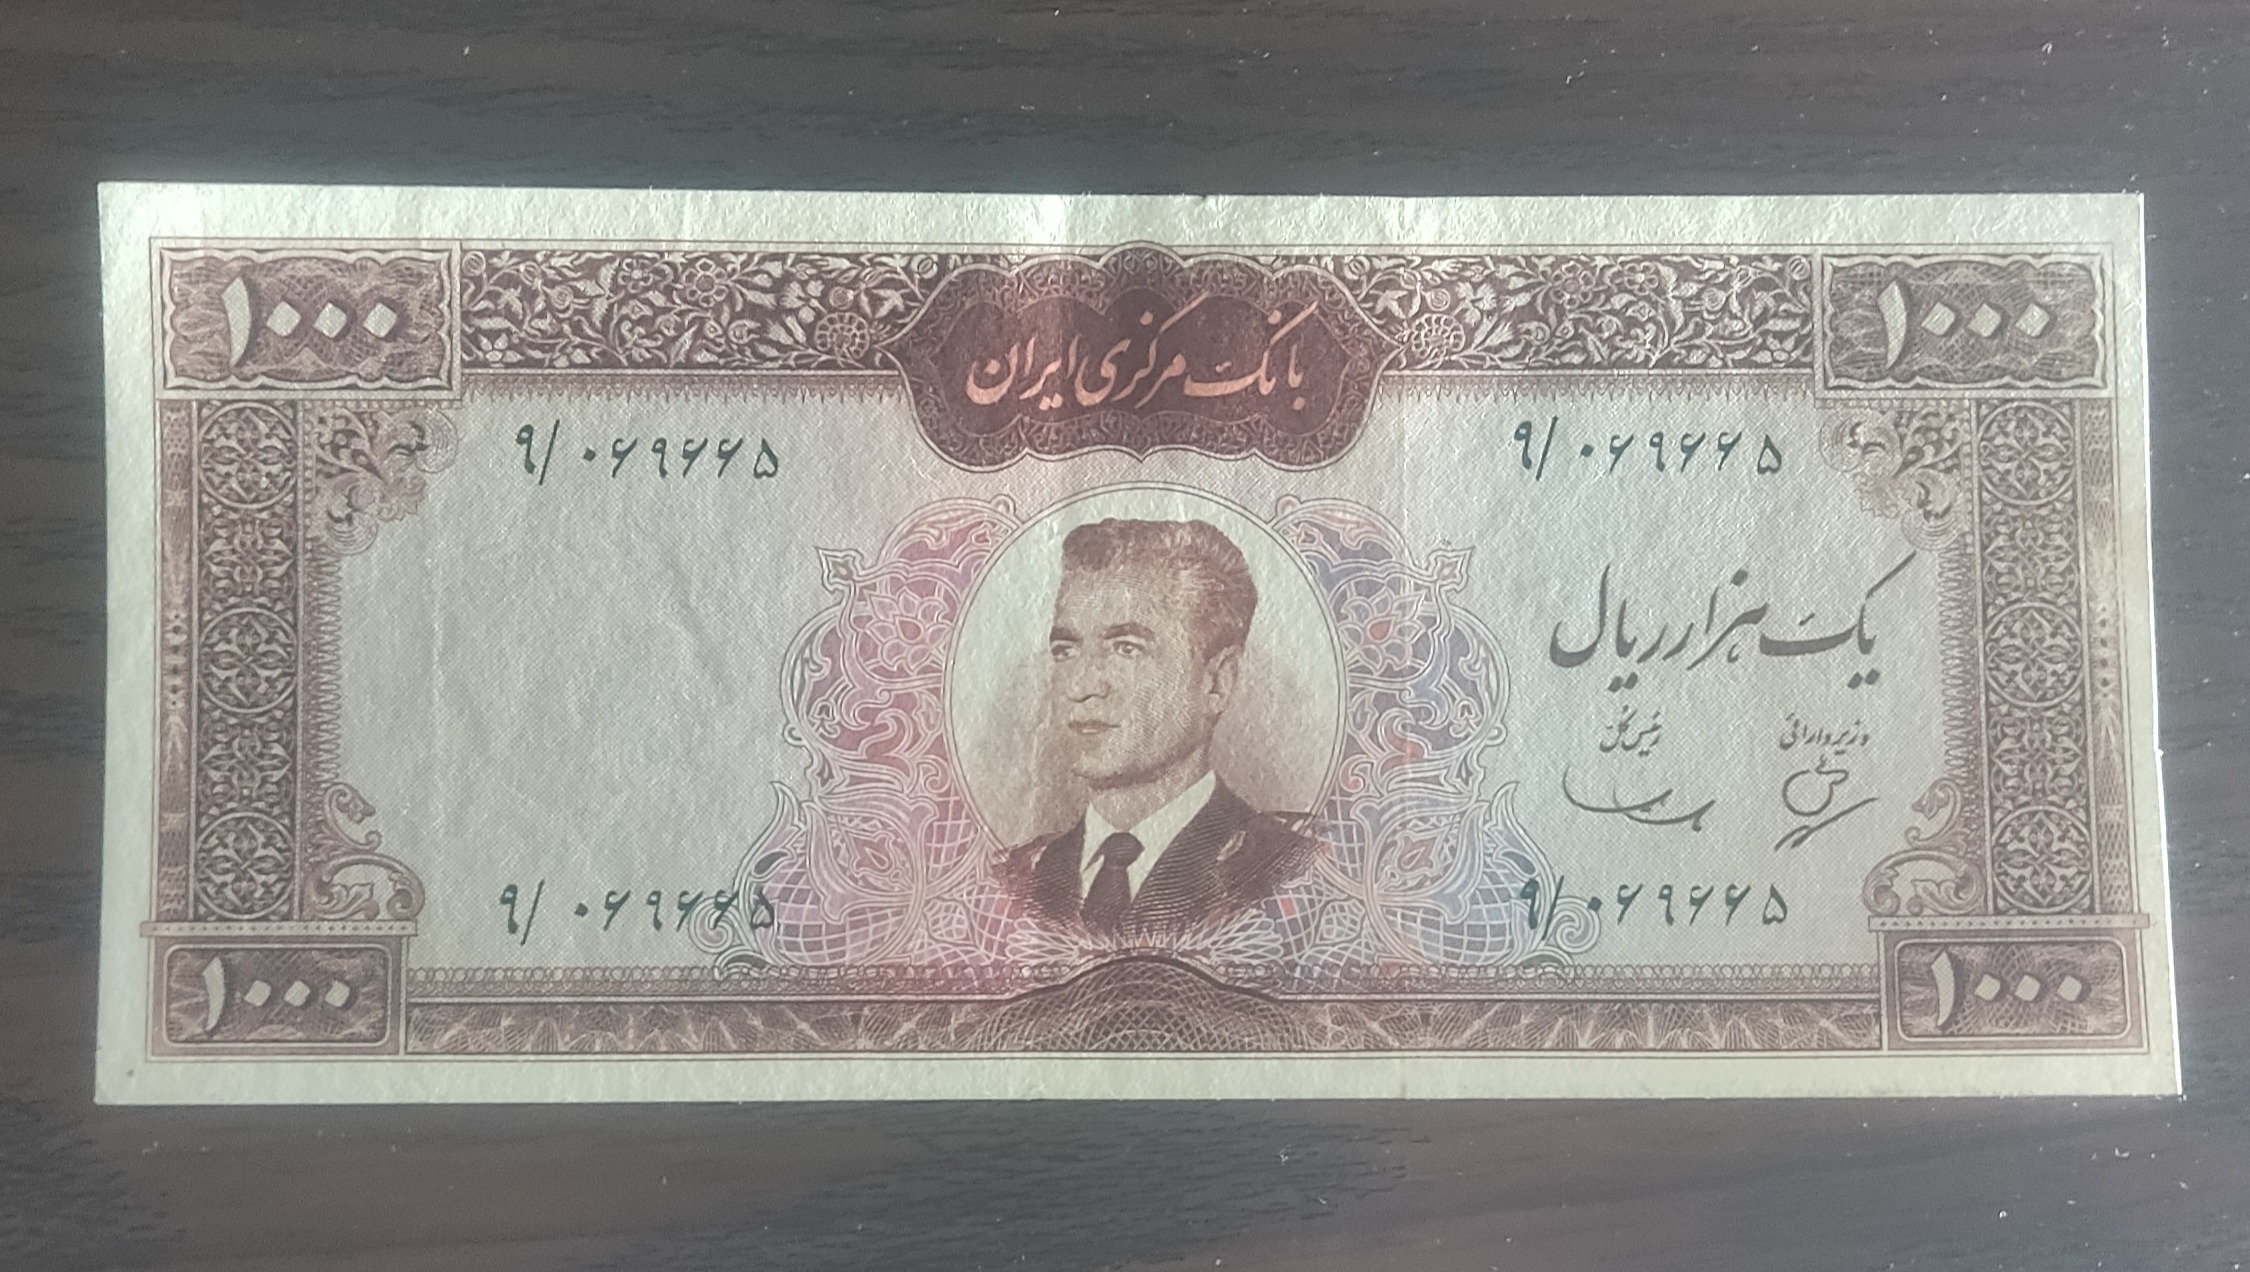 ۱۰۰۰
بانک مرکزی ایران
۱۰۰۰
۹/۰۶۹۶۶۵
۹/۰۶۹۶۶۵
یک هزار ریال
وزیر دارائی
رئیس کل
۹/۰۶۹۶۶۵
۹/۰۶۹۶۶۵
۱۰۰۰
۱۰۰۰